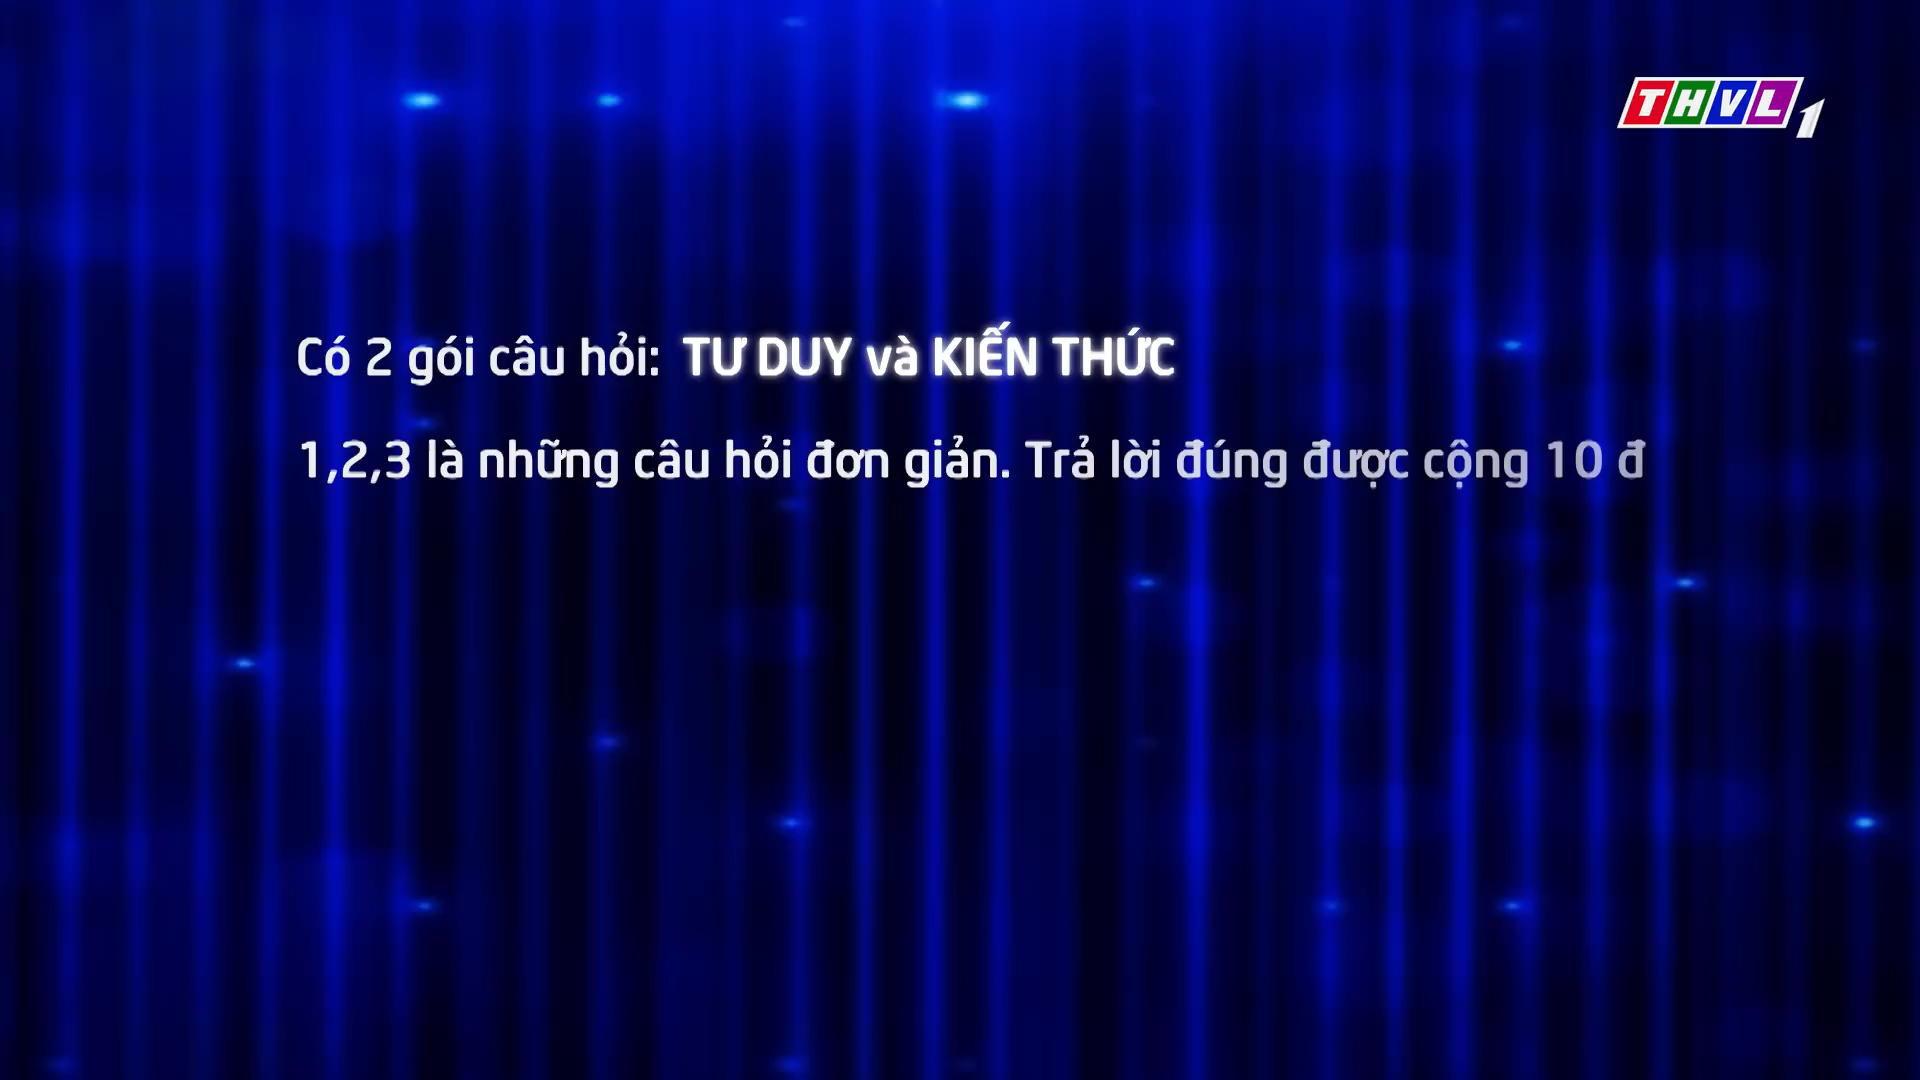 THVL1
Có 2 gói câu hỏi: TƯ DUY và KIẾN THỨC
1,2,3 là những câu hỏi đơn giản. Trả lời đúng được cộng 10 đ